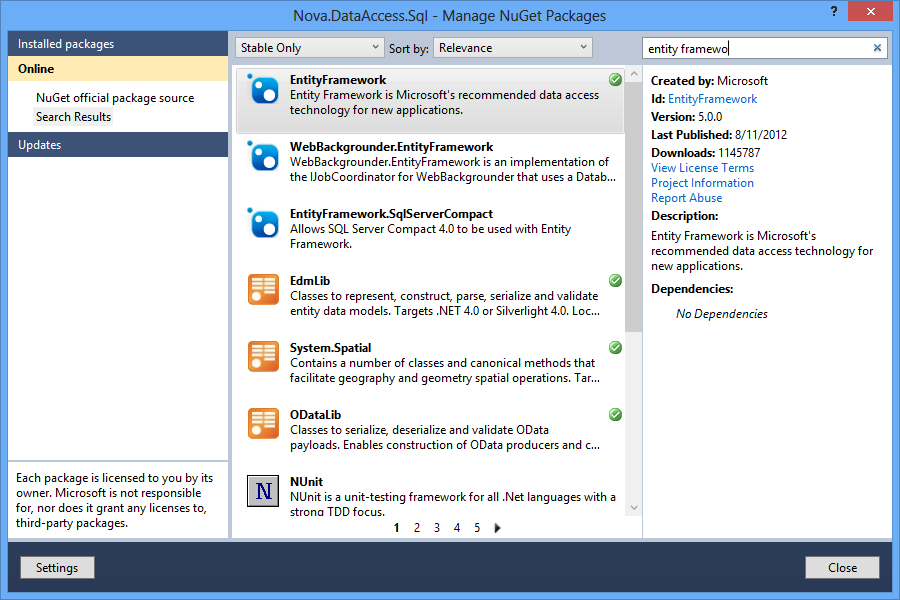 Nova.DataAccess.Sql - Manage NuGet Packages
?
Installed packages
Online
NuGet official package source
Search Results
Updates
Each package is licensed to you by its
owner. Microsoft is not responsible
for, nor does it grant any licenses to,
third-party packages.
Stable Only
Sort by:
Relevance
EntityFramework
Entity Framework is Microsoft's recommended data access
technology for new applications.
WebBackgrounder.EntityFramework
WebBackgrounder.EntityFramework is an implementation of
the IJobCoordinator for WebBackgrounder that uses a Datab...
EntityFramework.SqlServerCompact
Allows SQL Server Compact 4.0 to be used with Entity
Framework.
EdmLib
Classes to represent, construct, parse, serialize and validate
entity data models. Targets .NET 4.0 or Silverlight 4.0. Loc...
System.Spatial
Contains a number of classes and canonical methods that
facilitate geography and geometry spatial operations. Tar...
ODataLib
Classes to serialize, deserialize and validate OData
payloads. Enables construction of OData producers and c...
N
NUnit
NUnit is a unit-testing framework for all .Net languages with a
strong TDD focus.
1 2 3 4 5
entity framewo
Created by: Microsoft
Id: EntityFramework
Version: 5.0.0
Last Published: 8/11/2012
Downloads: 1145787
View License Terms
Project Information
Report Abuse
Description:
Entity Framework is Microsoft's
recommended data access technology for
new applications.
Dependencies:
No Dependencies
Settings
Close